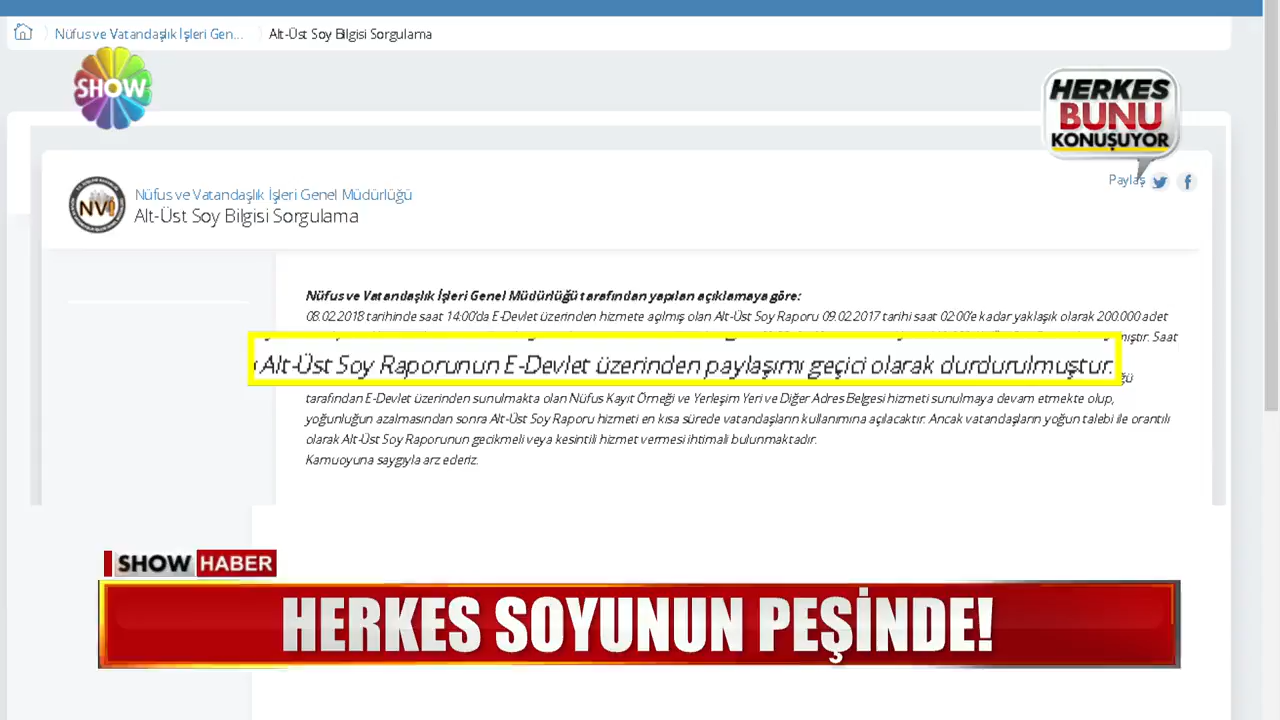 Nüfus ve Vatandaşlık İşleri Gen... Alt-Üst Soy Bilgisi Sorgulama
SHOW
HERKES
BUNU
KONUŞUYOR
Paylaş
NVİ
Nüfus ve Vatandaşlık İşleri Genel Müdürlüğü
Alt-Üst Soy Bilgisi Sorgulama
Nüfus ve Vatandaşlık İşleri Genel Müdürlüğü tarafından yapılan açıklamaya göre:
08.02.2018 tarihinde saat 14:00'da E-Devlet üzerinden hizmete açılmış olan Alt-Üst Soy Raporu 09.02.2017 tarihi saat 02:00'e kadar yaklaşık olarak 200.000 adet
Saat
Alt-Üst Soy Raporunun E-Devlet üzerinden paylaşımı geçici olarak durdurulmuştur.
tarafından E-Devlet üzerinden sunulmakta olan Nüfus Kayıt Örneği ve Yerleşim Yeri ve Diğer Adres Belgesi hizmeti sunulmaya devam etmekte olup,
yoğunluğun azalmasından sonra Alt-Üst Soy Raporu hizmeti en kısa sürede vatandaşların kullanımına açılacaktır. Ancak vatandaşların yoğun talebi ile orantılı
olarak Alt-Üst Soy Raporunun gecikmeli veya kesintili hizmet vermesi ihtimali bulunmaktadır.
Kamuoyuna saygıyla arz ederiz.
SHOW HABER
HERKES SOYUNUN PEŞİNDE!